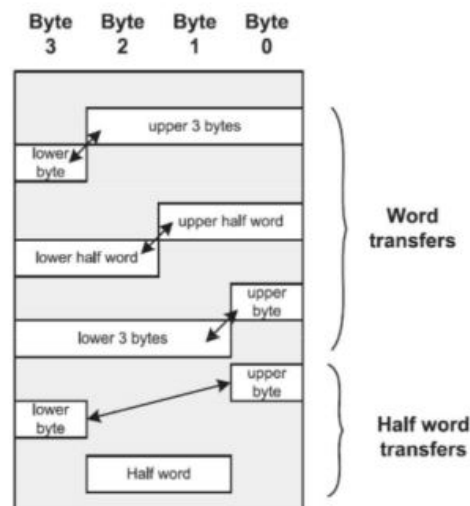 Byte Byte Byte Byte
3 2 1 0
upper 3 bytes
lower
byte
upper half word
lower half word
upper
byte
lower 3 bytes
Word
transfers
upper
byte
lower
byte
Half word
Half word
transfers